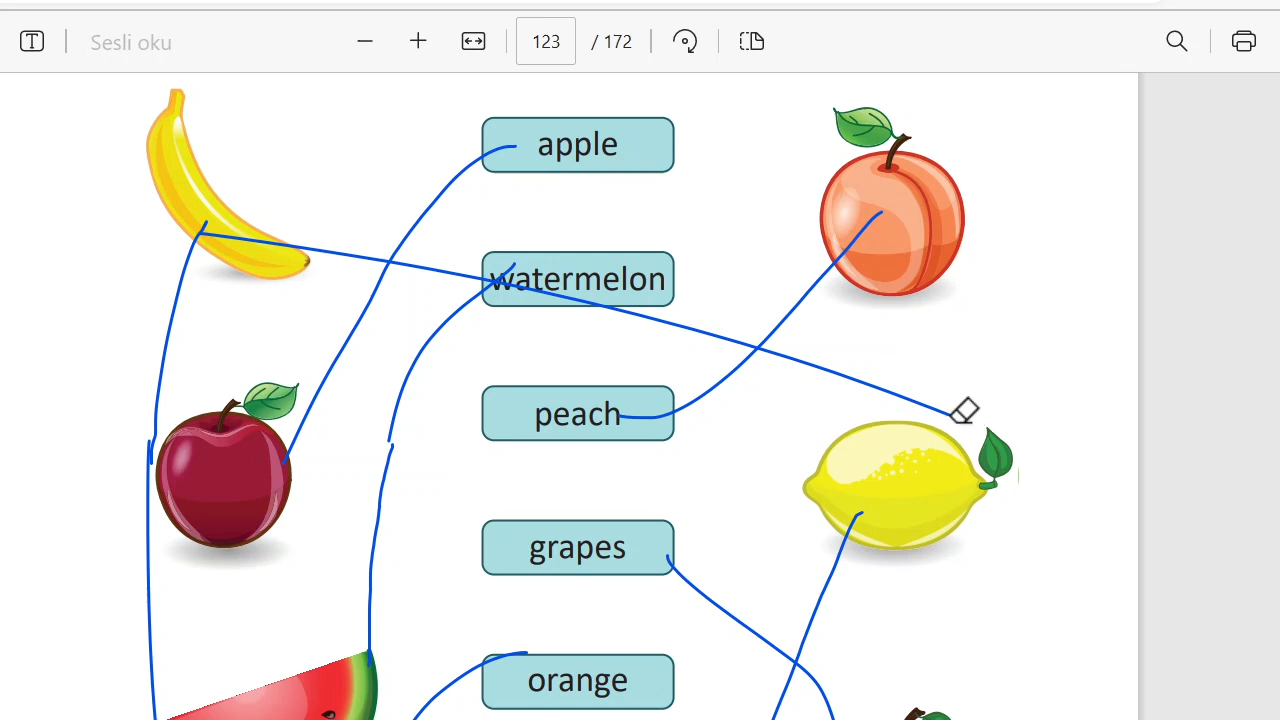 Sesli oku
123 / 172
apple
watermelon
peach
grapes
orange